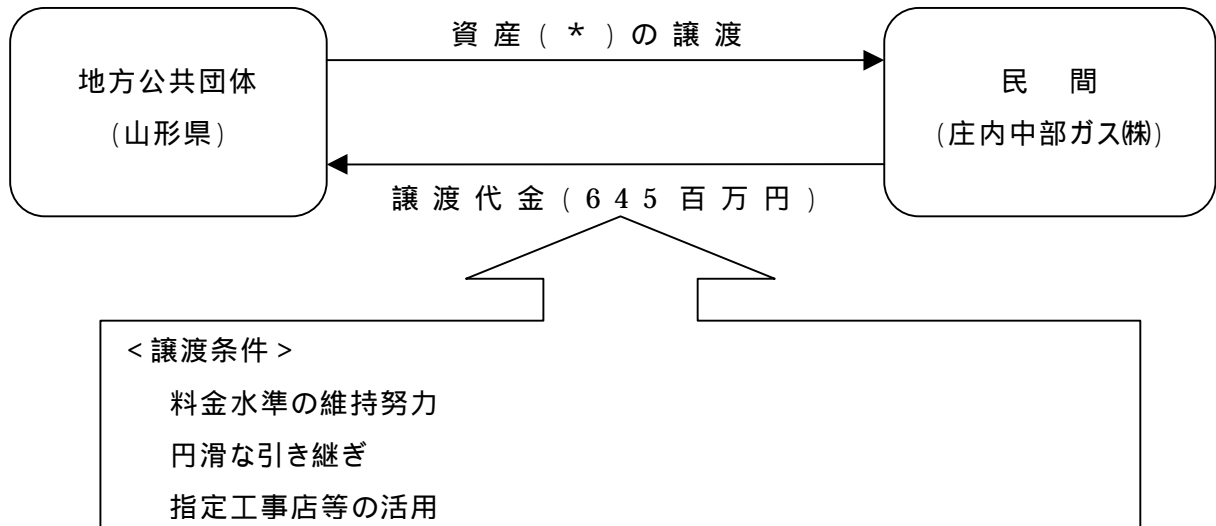 資産(*)の譲渡
地方公共団体
(山形県)
民 間
(庄内中部ガス㈱)
譲渡代金(645百万円)
<譲渡条件>
料金水準の維持努力
円滑な引き継ぎ
指定工事店等の活用